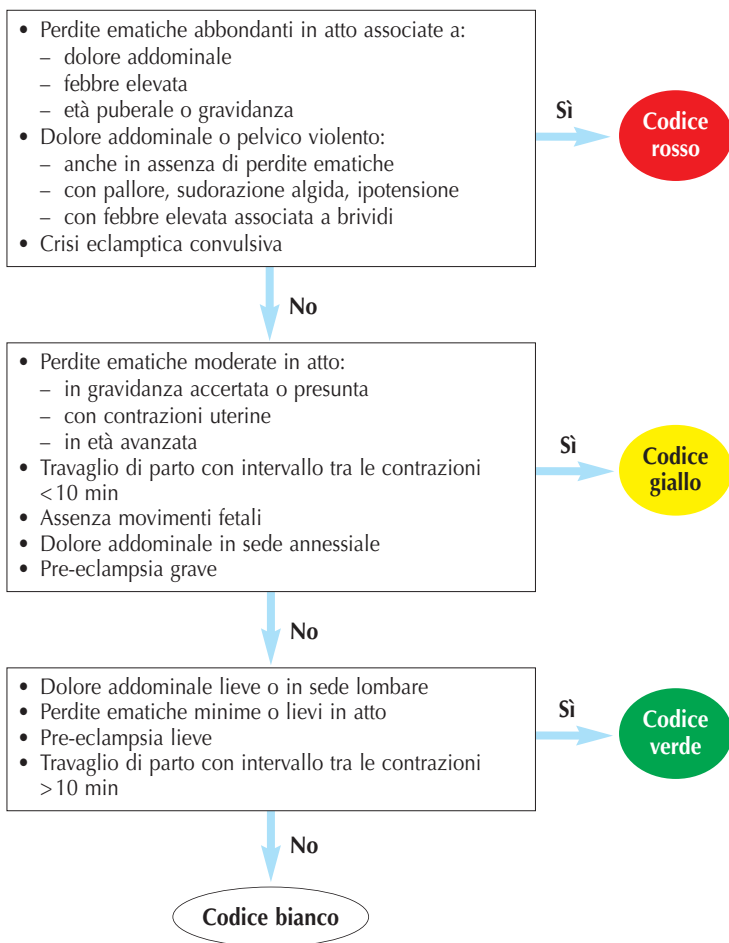 • Perdite ematiche abbondanti in atto associate a:
– dolore addominale
– febbre elevata
– età puberale o gravidanza
• Dolore addominale o pelvico violento:
– anche in assenza di perdite ematiche
– con pallore, sudorazione algida, ipotensione
– con febbre elevata associata a brividi
• Crisi eclamptica convulsiva
Sì
Codice
rosso
No
• Perdite ematiche moderate in atto:
– in gravidanza accertata o presunta
– con contrazioni uterine
– in età avanzata
• Travaglio di parto con intervallo tra le contrazioni
<10 min
• Assenza movimenti fetali
• Dolore addominale in sede annessiale
• Pre-eclampsia grave
Sì
Codice
giallo
No
• Dolore addominale lieve o in sede lombare
• Perdite ematiche minime o lievi in atto
• Pre-eclampsia lieve
• Travaglio di parto con intervallo tra le contrazioni
>10 min
Sì
Codice
verde
No
Codice bianco